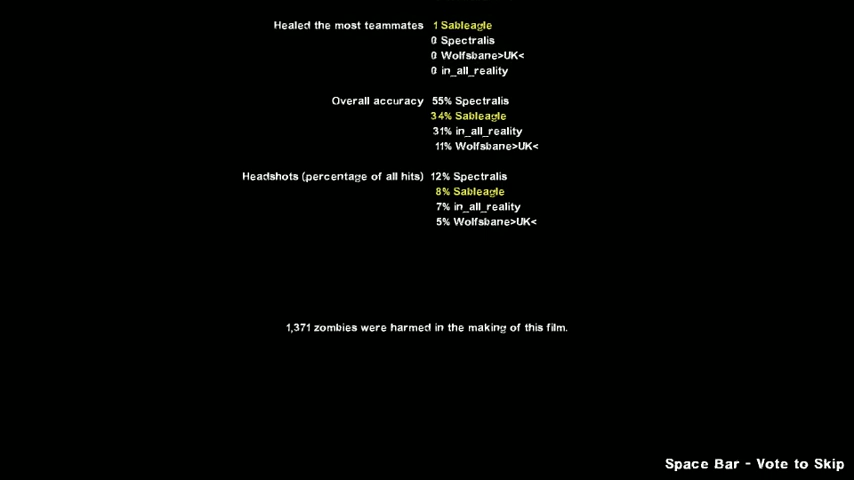 Healed the most teammates 1 Sableagle
0 Spectralis
0 Wolfsbane>UK<
0 in_all_reality
Overall accuracy 55% Spectralis
34% Sableagle
31% in_all_reality
11% Wolfsbane>UK<
Headshots (percentage of all hits) 12% Spectralis
8% Sableagle
7% in_all_reality
5% Wolfsbane>UK<
1,371 zombies were harmed in the making of this film.
Space Bar - Vote to Skip